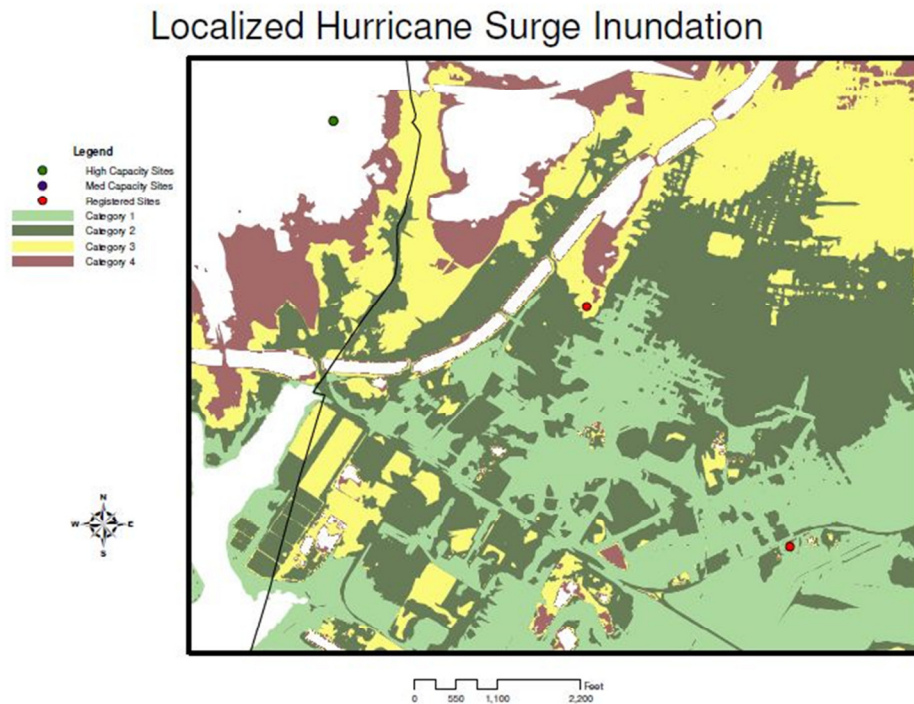 Localized Hurricane Surge Inundation
Legend
High Capacity Sites
Med Capacity Sites
Registered Sites
Category 1
Category 2
Category 3
Category 4
N
W E
S
Feet
0 550 1,100 2,200